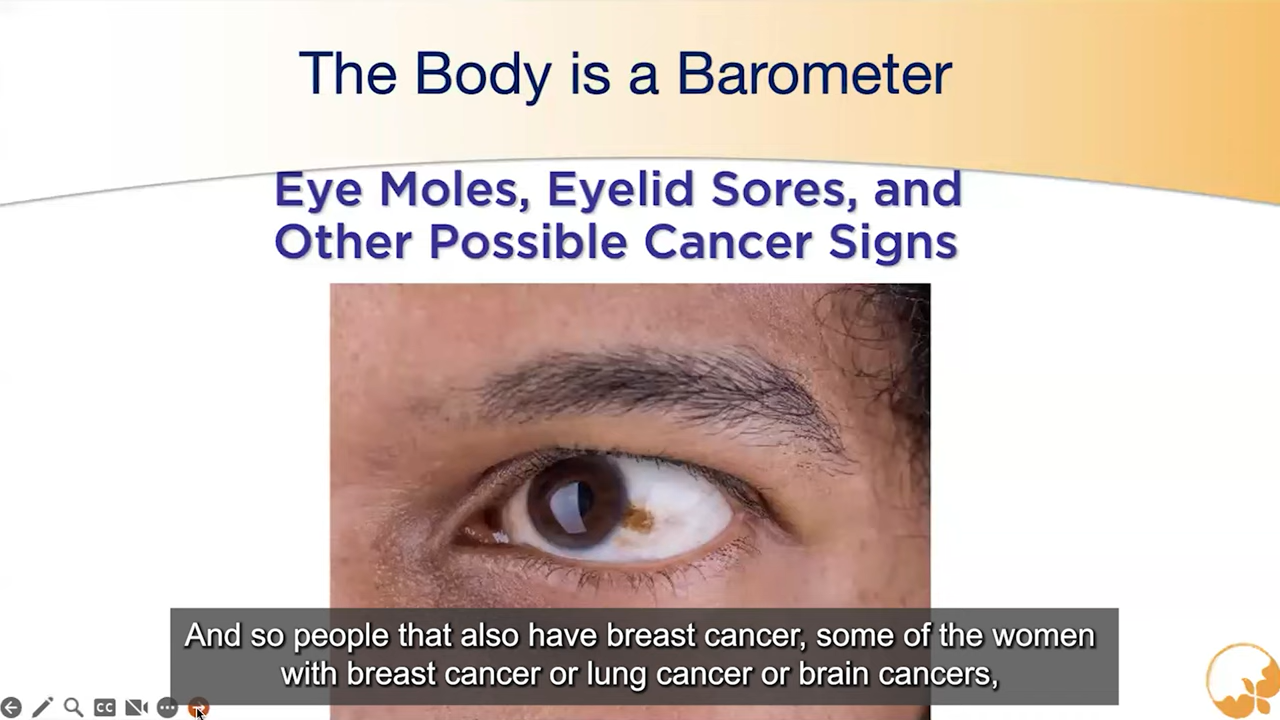 The Body is a Barometer
Eye Moles, Eyelid Sores, and
Other Possible Cancer Signs
And so people that also have breast cancer, some of the women
with breast cancer or lung cancer or brain cancers,
CC